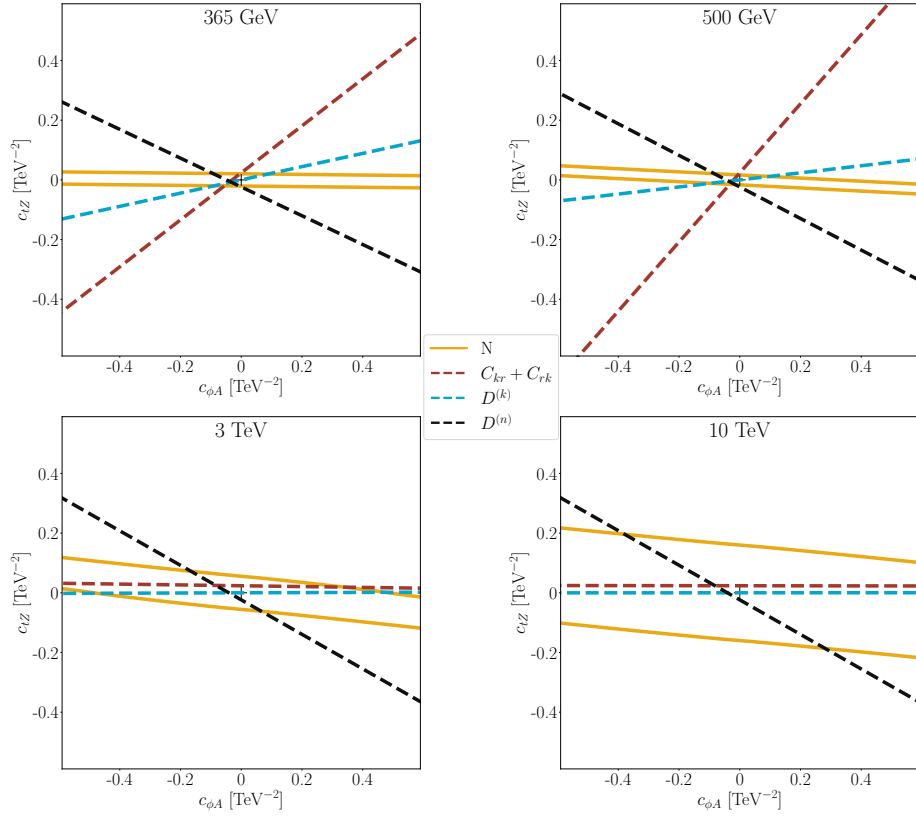 365 GeV
0.4
0.2
0
-0.2
-0.4
c_{tZ} [TeV^{-2}]
-0.4 -0.2 0 0.2 0.4
c_{ϕA} [TeV^{-2}]
500 GeV
0.4
0.2
0
-0.2
-0.4
c_{tZ} [TeV^{-2}]
-0.4 -0.2 0 0.2 0.4
c_{ϕA} [TeV^{-2}]
N
C_{kr} + C_{rk}
D^{(k)}
D^{(n)}
3 TeV
0.4
0.2
0
-0.2
-0.4
c_{tZ} [TeV^{-2}]
-0.4 -0.2 0 0.2 0.4
c_{ϕA} [TeV^{-2}]
10 TeV
0.4
0.2
0
-0.2
-0.4
c_{tZ} [TeV^{-2}]
-0.4 -0.2 0 0.2 0.4
c_{ϕA} [TeV^{-2}]